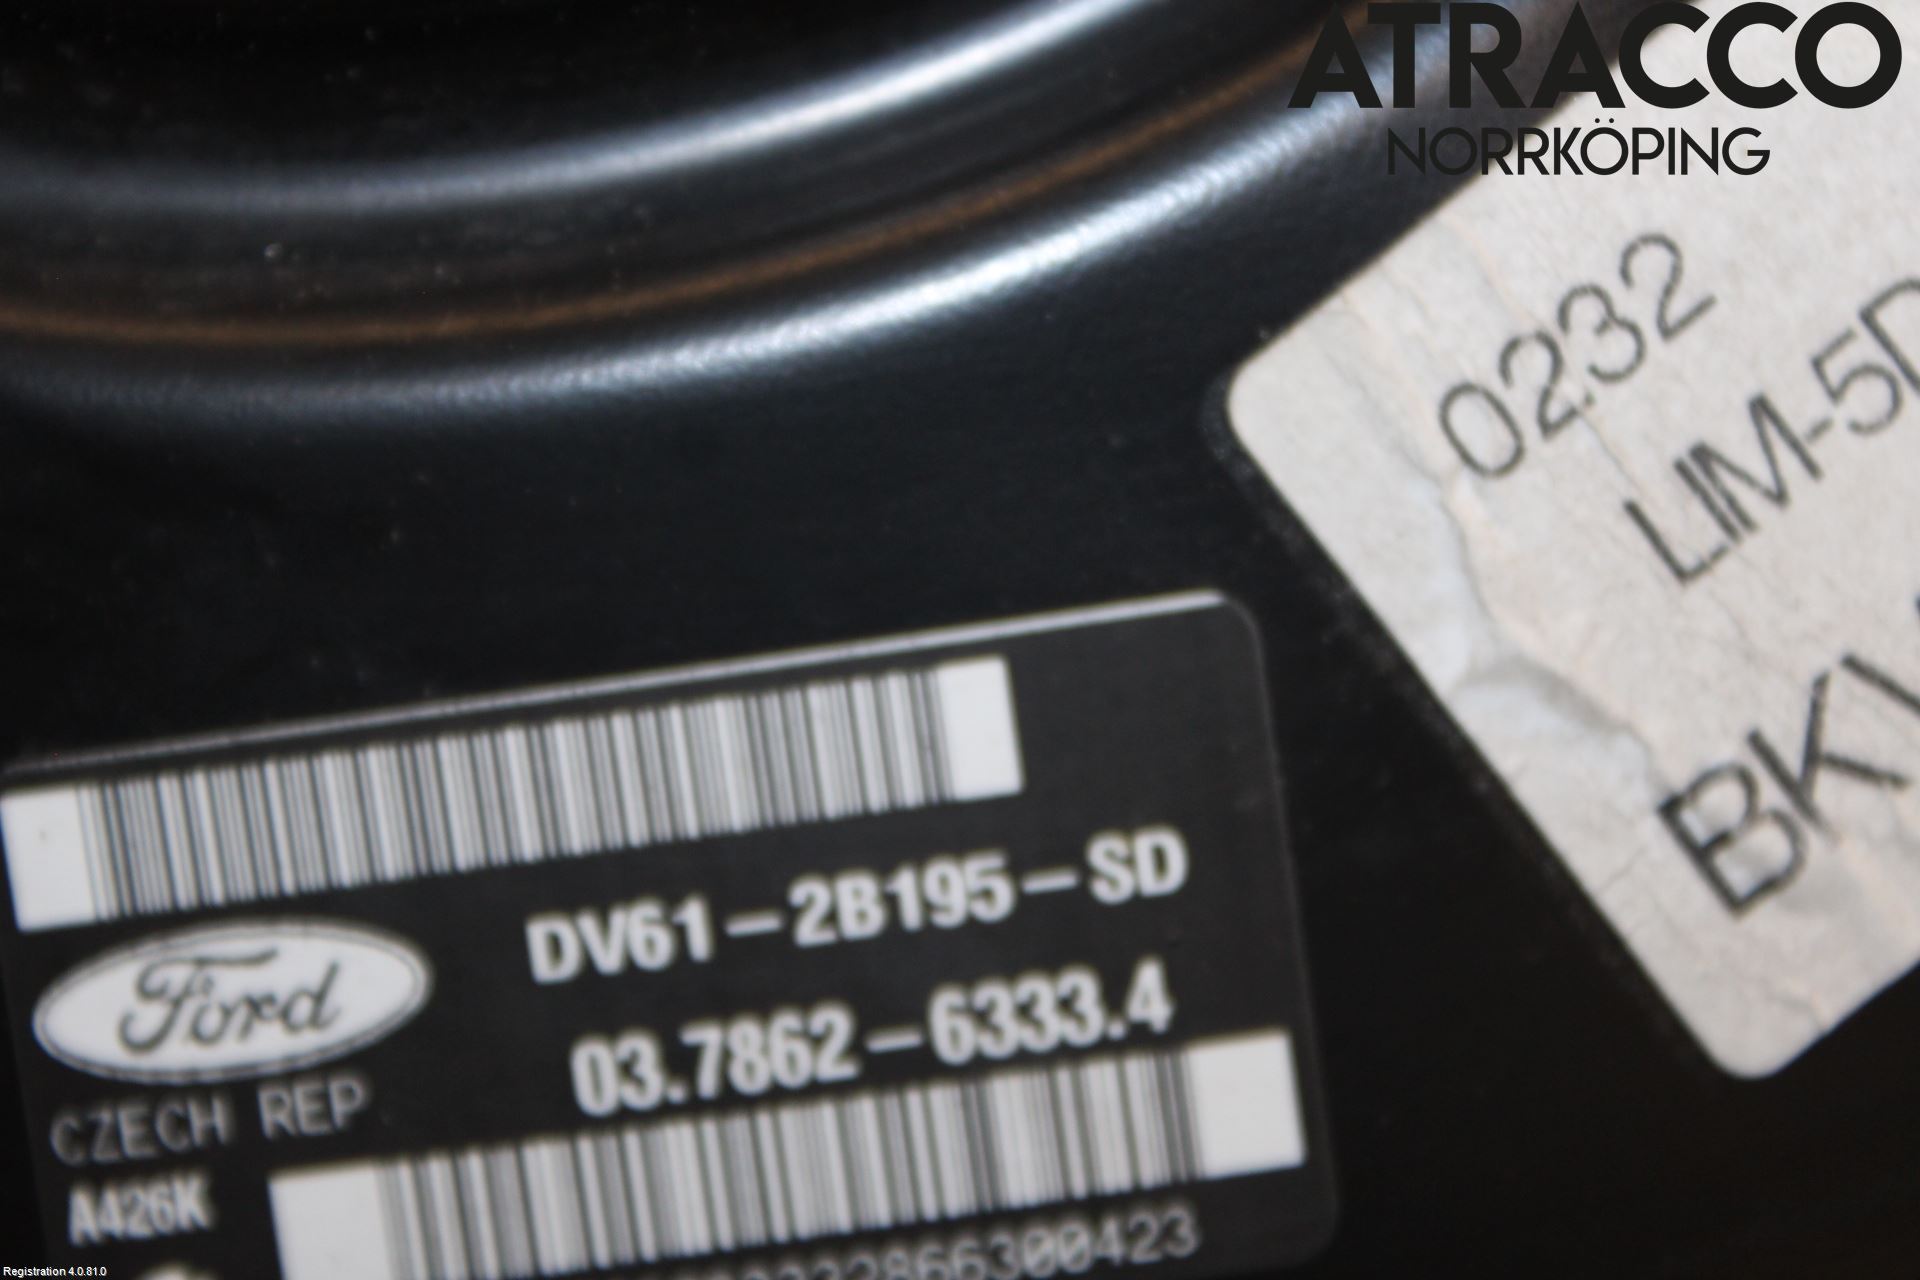 ATRACCO
NORRKÖPING
0232
LIM-5D
BK
DV61-2B195-SD
03.7862-6333.4
Ford
CZECH REP
A426K
Registration 4.0.81.0